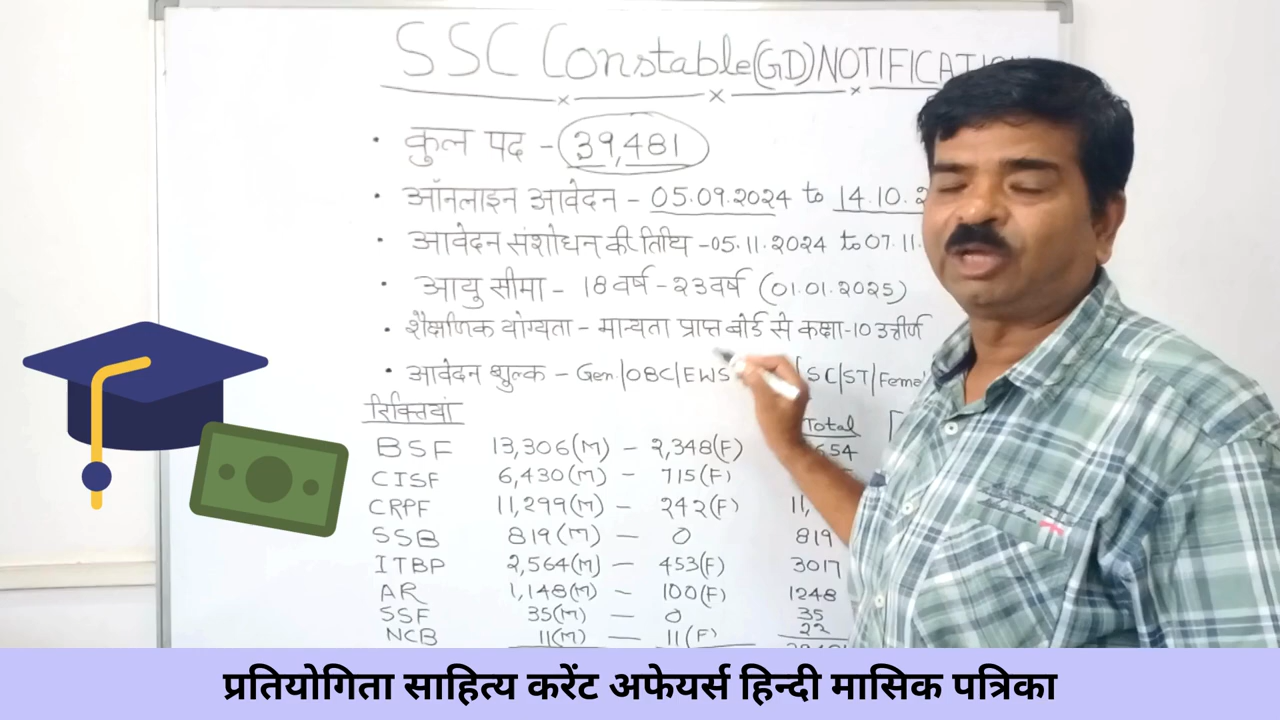 SSC Constable(GD) NOTIFICAT
• कुल पद - 39,481
• ऑनलाइन आवेदन - 05.09.2024 to 14.10.
• आवेदन संशोधन की तिथि - 05.11.2024 to 07.11.
• आयु सीमा - 18 वर्ष - 23 वर्ष (01.01.2025)
• शैक्षणिक योग्यता - मान्यता प्राप्त बोर्ड से कक्षा-10 उत्तीर्ण
• आवेदन शुल्क - Gen/OBC/EWS SC/ST/Feme
रिक्तियां Total
BSF 13,306(M) - 2,348(F) 654
CISF 6,430(M) - 715(F)
CRPF 11,299(M) - 242(F) 11,
SSB 819(M) - 0 819
ITBP 2,564(M) - 453(F) 3017
AR 1,148(M) - 100(F) 1248
SSF 35(M) - 0 35
NCB 11(M) - 11(F) 22
प्रतियोगिता साहित्य करेंट अफेयर्स हिन्दी मासिक पत्रिका